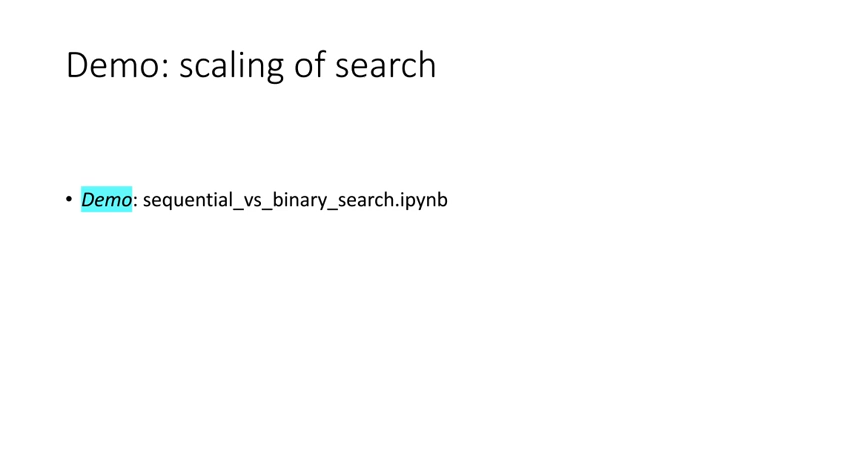 Demo: scaling of search
• Demo: sequential_vs_binary_search.ipynb